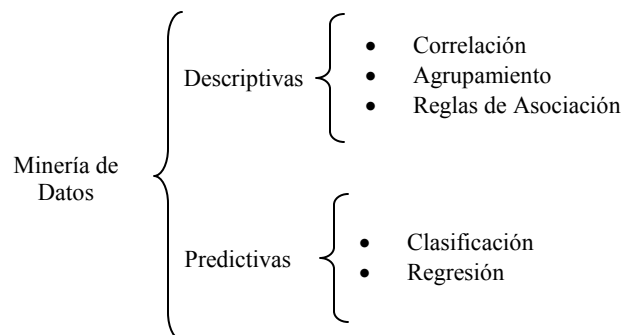 Minería de
Datos
Descriptivas
• Correlación
• Agrupamiento
• Reglas de Asociación
Predictivas
• Clasificación
• Regresión